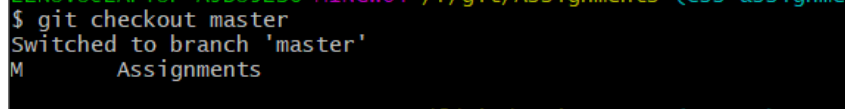 $ git checkout master
Switched to branch 'master'
M       Assignments